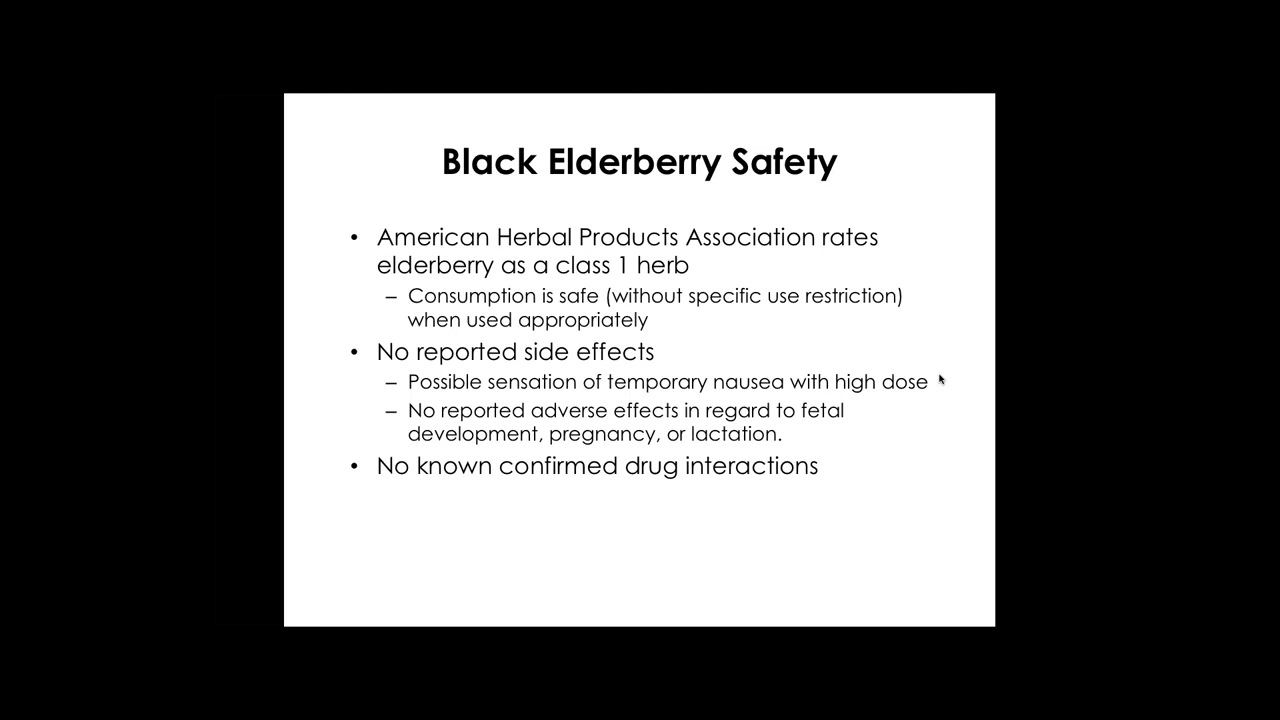 Black Elderberry Safety
• American Herbal Products Association rates
elderberry as a class 1 herb
– Consumption is safe (without specific use restriction)
when used appropriately
• No reported side effects
– Possible sensation of temporary nausea with high dose
– No reported adverse effects in regard to fetal
development, pregnancy, or lactation.
• No known confirmed drug interactions